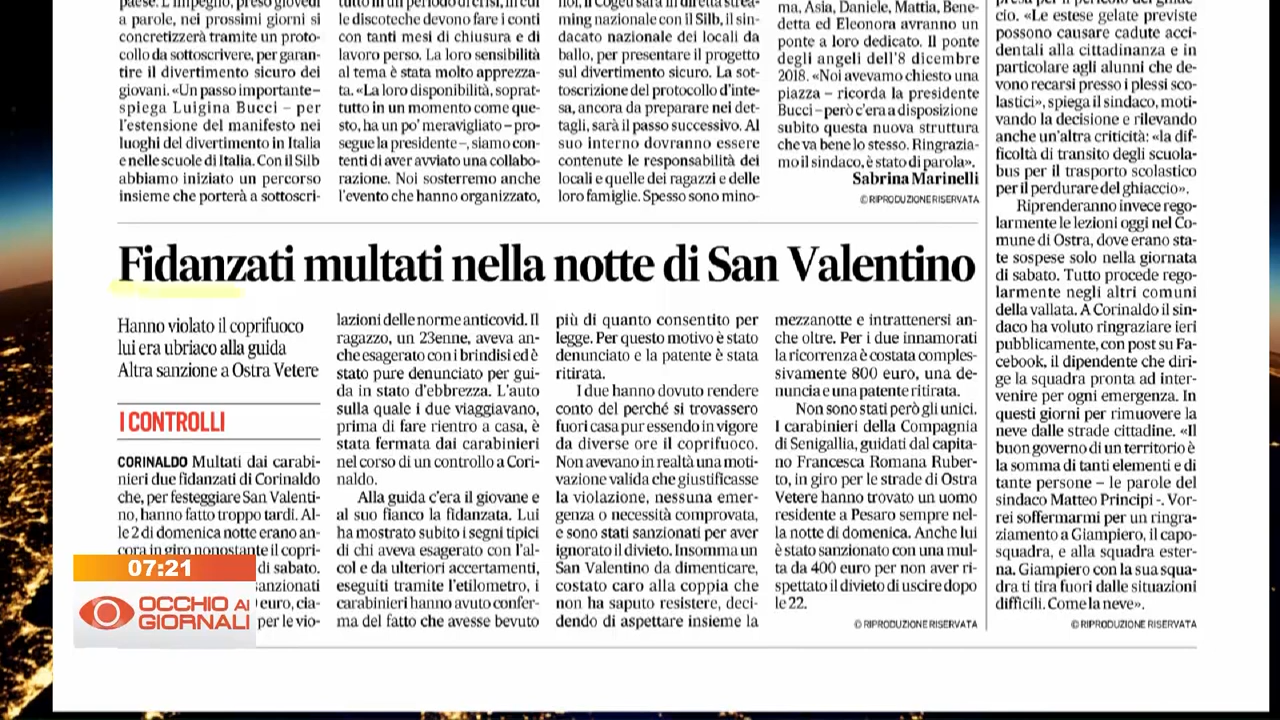 paese. L'impegno, preso giovedì
a parole, nei prossimi giorni si
concretizzerà tramite un proto-
collo da sottoscrivere, per garan-
tire il divertimento sicuro dei
giovani. «Un passo importante –
spiega Luigina Bucci – per
l'estensione del manifesto nei
luoghi del divertimento in Italia
e nelle scuole di Italia. Con il Silb
abbiamo iniziato un percorso
insieme che porterà a sottoscri-
tutto in un periodo di crisi, in cui
le discoteche devono fare i conti
con tanti mesi di chiusura e di
lavoro perso. La loro sensibilità
al tema è stata molto apprezza-
ta. «La loro disponibilità, soprat-
tutto in un momento come que-
sto, ha un po' meravigliato – pro-
segue la presidente –, siamo con-
tenti di aver avviato una collabo-
razione. Noi sosterremo anche
l'evento che hanno organizzato,
noi, il Cogeu sarà in diretta strea-
ming nazionale con il Silb, il sin-
dacato nazionale dei locali da
ballo, per presentare il progetto
sul divertimento sicuro. La sot-
toscrizione del protocollo d'inte-
sa, ancora da preparare nei det-
tagli, sarà il passo successivo. Al
suo interno dovranno essere
contenute le responsabilità dei
locali e quelle dei ragazzi e delle
loro famiglie. Spesso sono mino-
ma, Asia, Daniele, Mattia, Bene-
detta ed Eleonora avranno un
ponte a loro dedicato. Il ponte
degli angeli dell'8 dicembre
2018. «Noi avevamo chiesto una
piazza – ricorda la presidente
Bucci – però c'era a disposizione
subito questa nuova struttura
che va bene lo stesso. Ringrazia-
mo il sindaco, è stato di parola».
Sabrina Marinelli
© RIPRODUZIONE RISERVATA
Fidanzati multati nella notte di San Valentino
Hanno violato il coprifuoco
lui era ubriaco alla guida
Altra sanzione a Ostra Vetere
I CONTROLLI
CORINALDO Multati dai carabi-
nieri due fidanzati di Corinaldo
che, per festeggiare San Valenti-
no, hanno fatto troppo tardi. Al-
le 2 di domenica notte erano an-
cora in giro nonostante il copri-
di sabato.
sanzionati
euro, cia-
per le vio-
lazioni delle norme anticovid. Il
ragazzo, un 23enne, aveva an-
che esagerato con i brindisi ed è
stato pure denunciato per gui-
da in stato d'ebbrezza. L'auto
sulla quale i due viaggiavano,
prima di fare rientro a casa, è
stata fermata dai carabinieri
nel corso di un controllo a Cori-
naldo.
Alla guida c'era il giovane e
al suo fianco la fidanzata. Lui
ha mostrato subito i segni tipici
di chi aveva esagerato con l'al-
col e da ulteriori accertamenti,
eseguiti tramite l'etilometro, i
carabinieri hanno avuto confer-
ma del fatto che avesse bevuto
più di quanto consentito per
legge. Per questo motivo è stato
denunciato e la patente è stata
ritirata.
I due hanno dovuto rendere
conto del perché si trovassero
fuori casa pur essendo in vigore
da diverse ore il coprifuoco.
Non avevano in realtà una moti-
vazione valida che giustificasse
la violazione, nessuna emer-
genza o necessità comprovata,
e sono stati sanzionati per aver
ignorato il divieto. Insomma un
San Valentino da dimenticare,
costato caro alla coppia che
non ha saputo resistere, deci-
dendo di aspettare insieme la
mezzanotte e intrattenersi an-
che oltre. Per i due innamorati
la ricorrenza è costata comples-
sivamente 800 euro, una de-
nuncia e una patente ritirata.
Non sono stati però gli unici.
I carabinieri della Compagnia
di Senigallia, guidati dal capita-
no Francesca Romana Ruber-
to, in giro per le strade di Ostra
Vetere hanno trovato un uomo
residente a Pesaro sempre nel-
la notte di domenica. Anche lui
è stato sanzionato con una mul-
ta da 400 euro per non aver ri-
spettato il divieto di uscire dopo
le 22.
© RIPRODUZIONE RISERVATA
cio. «Le estese gelate previste
possono causare cadute acci-
dentali alla cittadinanza e in
particolare agli alunni che de-
vono recarsi presso i plessi sco-
lastici», spiega il sindaco, moti-
vando la decisione e rilevando
anche un'altra criticità: «la dif-
ficoltà di transito degli scuola-
bus per il trasporto scolastico
per il perdurare del ghiaccio».
Riprenderanno invece rego-
larmente le lezioni oggi nel Co-
mune di Ostra, dove erano sta-
te sospese solo nella giornata
di sabato. Tutto procede rego-
larmente negli altri comuni
della vallata. A Corinaldo il sin-
daco ha voluto ringraziare ieri
pubblicamente, con post su Fa-
cebook, il dipendente che diri-
ge la squadra pronta ad inter-
venire per ogni emergenza. In
questi giorni per rimuovere la
neve dalle strade cittadine. «Il
buon governo di un territorio è
la somma di tanti elementi e di
tante persone – le parole del
sindaco Matteo Principi -. Vor-
rei soffermarmi per un ringra-
ziamento a Giampiero, il capo-
squadra, e alla squadra ester-
na. Giampiero con la sua squa-
dra ti tira fuori dalle situazioni
difficili. Come la neve».
© RIPRODUZIONE RISERVATA
07:21
OCCHIO AI
GIORNALI